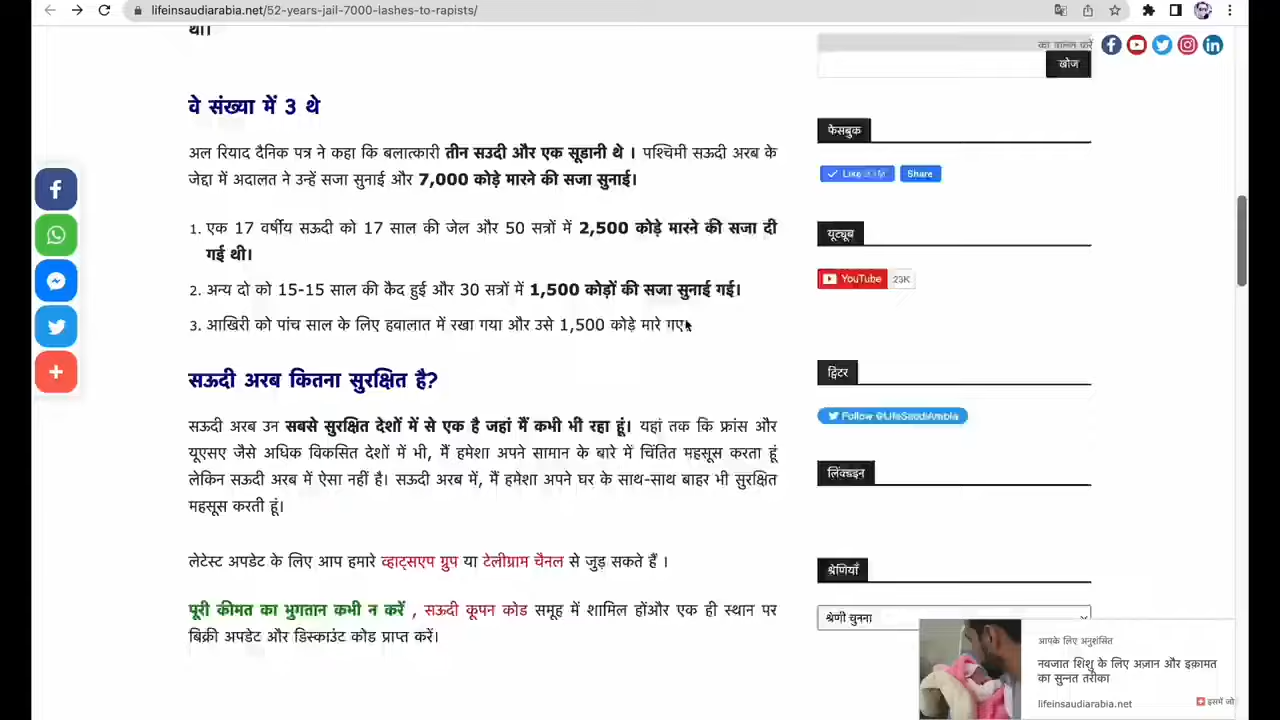 lifeinsaudiarabia.net/52-years-jail-7000-lashes-to-rapists/
था।
का पालन करें
खोज
वे संख्या में 3 थे
अल रियाद दैनिक पत्र ने कहा कि बलात्कारी तीन सउदी और एक सूडानी थे । पश्चिमी सऊदी अरब के
जेद्दा में अदालत ने उन्हें सजा सुनाई और 7,000 कोड़े मारने की सजा सुनाई।
1. एक 17 वर्षीय सऊदी को 17 साल की जेल और 50 सत्रों में 2,500 कोड़े मारने की सजा दी
गई थी।
2. अन्य दो को 15-15 साल की कैद हुई और 30 सत्रों में 1,500 कोड़ों की सजा सुनाई गई।
3. आखिरी को पांच साल के लिए हवालात में रखा गया और उसे 1,500 कोड़े मारे गए
सऊदी अरब कितना सुरक्षित है?
सऊदी अरब उन सबसे सुरक्षित देशों में से एक है जहां मैं कभी भी रहा हूं। यहां तक कि फ्रांस और
यूएसए जैसे अधिक विकसित देशों में भी, मैं हमेशा अपने सामान के बारे में चिंतित महसूस करता हूं
लेकिन सऊदी अरब में ऐसा नहीं है। सऊदी अरब में, मैं हमेशा अपने घर के साथ-साथ बाहर भी सुरक्षित
महसूस करती हूं।
लेटेस्ट अपडेट के लिए आप हमारे व्हाट्सएप ग्रुप या टेलीग्राम चैनल से जुड़ सकते हैं ।
पूरी कीमत का भुगतान कभी न करें , सऊदी कूपन कोड समूह में शामिल होंऔर एक ही स्थान पर
बिक्री अपडेट और डिस्काउंट कोड प्राप्त करें।
फेसबुक
Like Share
यूट्यूब
YouTube 23K
ट्विटर
Follow @LifeSaudiArabia
लिंक्डइन
श्रेणियाँ
श्रेणी चुनना
आपके लिए अनुशंसित
नवजात शिशु के लिए अज़ान और इक़ामत
का सुन्नत तरीका
lifeinsaudiarabia.net
इसमें जो